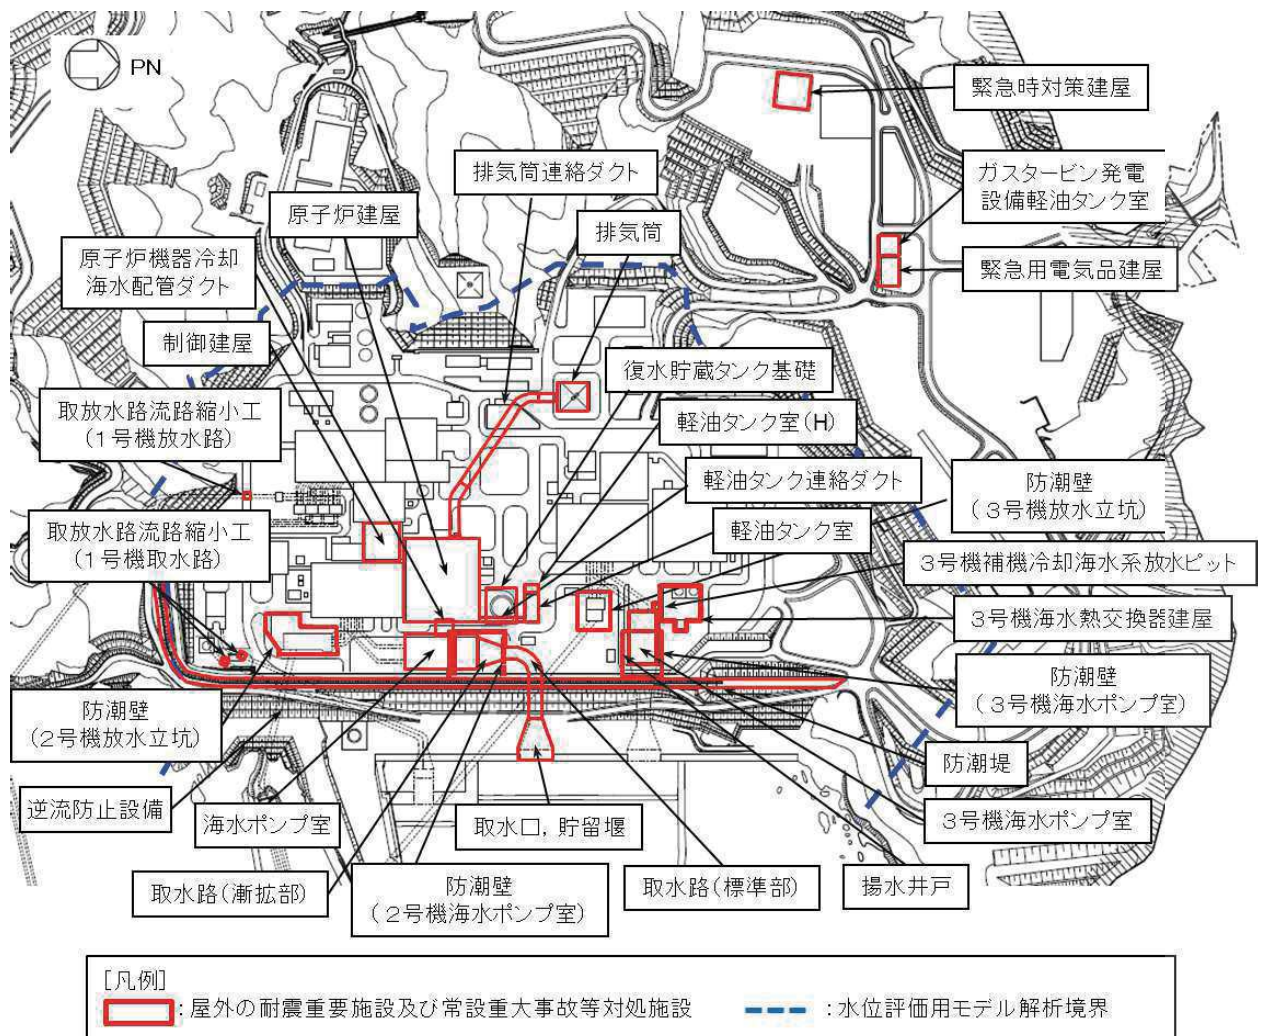 PN
緊急時対策建屋
排気筒連絡ダクト
ガスタービン発電
設備軽油タンク室
原子炉建屋
排気筒
原子炉機器冷却
海水配管ダクト
緊急用電気品建屋
制御建屋
復水貯蔵タンク基礎
取放水路流路縮小工
(1号機放水路)
軽油タンク室(H)
軽油タンク連絡ダクト
防潮壁
(3号機放水立坑)
取放水路流路縮小工
(1号機取水路)
軽油タンク室
3号機補機冷却海水系放水ピット
3号機海水熱交換器建屋
防潮壁
(2号機放水立坑)
防潮壁
(3号機海水ポンプ室)
防潮堤
逆流防止設備
海水ポンプ室
取水口,貯留堰
3号機海水ポンプ室
取水路(漸拡部)
防潮壁
(2号機海水ポンプ室)
取水路(標準部)
揚水井戸
[凡例]
:屋外の耐震重要施設及び常設重大事故等対処施設
:水位評価用モデル解析境界